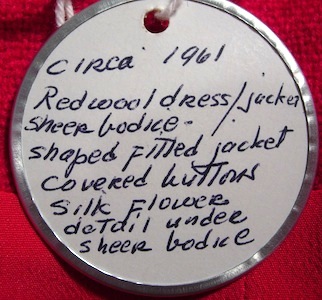 circa 1961
Red wool dress/jacket
sheer bodice-
shaped fitted jacket
covered buttons
silk flower
detail under
sheer bodice